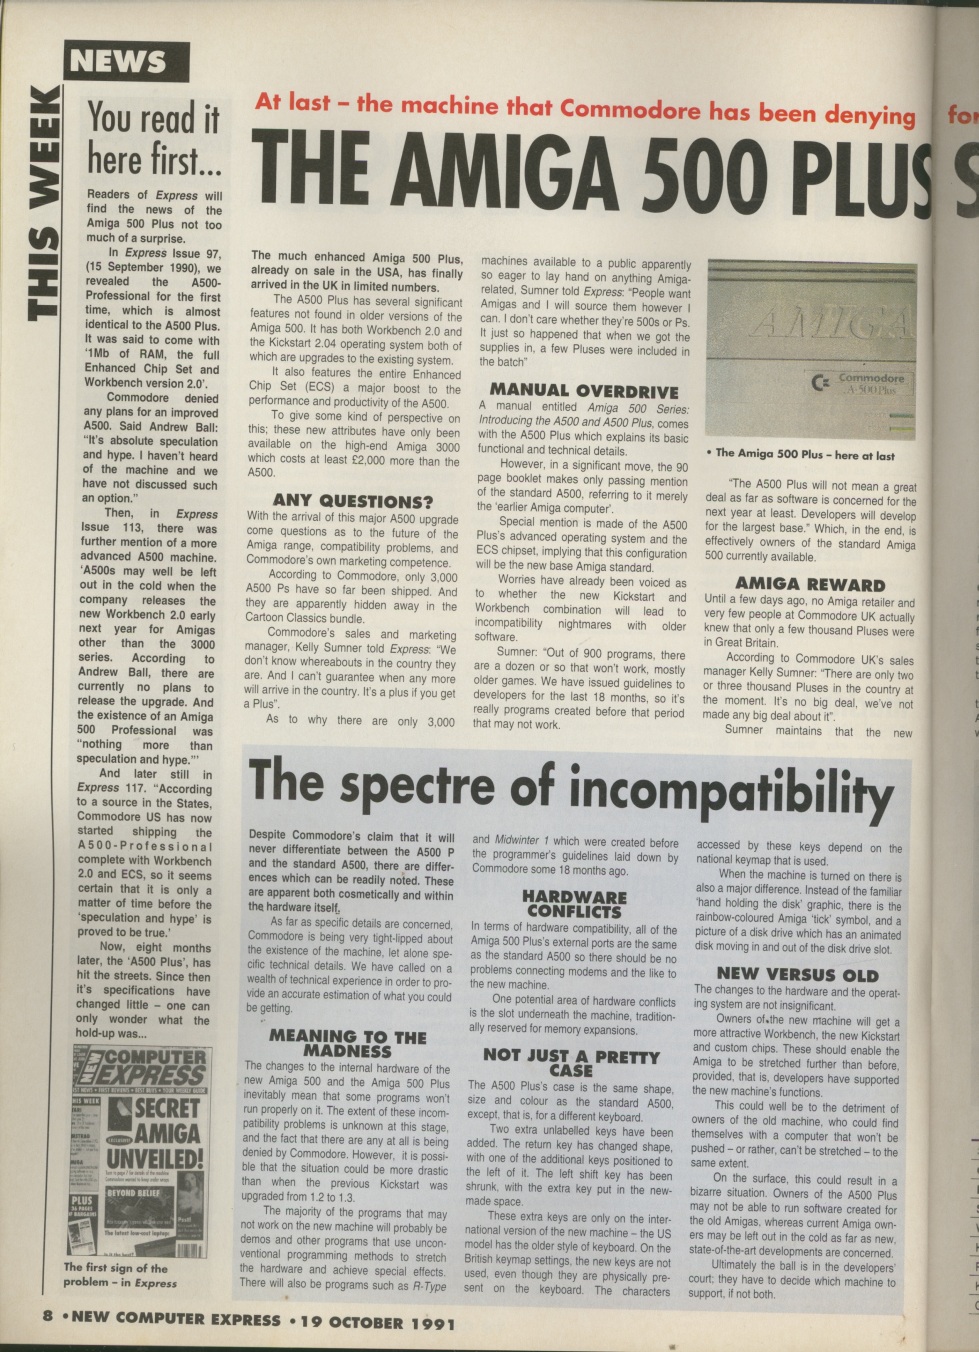 NEWS
THIS WEEK
You read it
here first...
Readers of Express will
find the news of the
Amiga 500 Plus not too
much of a surprise.
In Express Issue 97,
(15 September 1990), we
revealed the A500-
Professional for the first
time, which is almost
identical to the A500 Plus.
It was said to come with
'1Mb of RAM, the full
Enhanced Chip Set and
Workbench version 2.0'.
Commodore denied
any plans for an improved
A500. Said Andrew Ball:
"It's absolute speculation
and hype. I haven't heard
of the machine and we
have not discussed such
an option."
Then, in Express
Issue 113, there was
further mention of a more
advanced A500 machine.
'A500s may well be left
out in the cold when the
company releases the
new Workbench 2.0 early
next year for Amigas
other than the 3000
series. According to
Andrew Ball, there are
currently no plans to
release the upgrade. And
the existence of an Amiga
500 Professional was
"nothing more than
speculation and hype."'
And later still in
Express 117. "According
to a source in the States,
Commodore US has now
started shipping the
A500-Professional
complete with Workbench
2.0 and ECS, so it seems
certain that it is only a
matter of time before the
'speculation and hype' is
proved to be true.'
Now, eight months
later, the 'A500 Plus', has
hit the streets. Since then
it's specifications have
changed little – one can
only wonder what the
hold-up was...
NEW COMPUTER
EXPRESS
THIS WEEK
SECRET
AMIGA
UNVEILED!
BEYOND BELIEF
The latest low-cost laptop:
PLUS
The first sign of the
problem – in Express
At last – the machine that Commodore has been denying for
THE AMIGA 500 PLUS S
The much enhanced Amiga 500 Plus,
already on sale in the USA, has finally
arrived in the UK in limited numbers.
The A500 Plus has several significant
features not found in older versions of the
Amiga 500. It has both Workbench 2.0 and
the Kickstart 2.04 operating system both of
which are upgrades to the existing system.
It also features the entire Enhanced
Chip Set (ECS) a major boost to the
performance and productivity of the A500.
To give some kind of perspective on
this; these new attributes have only been
available on the high-end Amiga 3000
which costs at least £2,000 more than the
A500.
ANY QUESTIONS?
With the arrival of this major A500 upgrade
come questions as to the future of the
Amiga range, compatibility problems, and
Commodore's own marketing competence.
According to Commodore, only 3,000
A500 Ps have so far been shipped. And
they are apparently hidden away in the
Cartoon Classics bundle.
Commodore's sales and marketing
manager, Kelly Sumner told Express: "We
don't know whereabouts in the country they
are. And I can't guarantee when any more
will arrive in the country. It's a plus if you get
a Plus".
As to why there are only 3,000
machines available to a public apparently
so eager to lay hand on anything Amiga-
related, Sumner told Express: "People want
Amigas and I will source them however I
can. I don't care whether they're 500s or Ps.
It just so happened that when we got the
supplies in, a few Pluses were included in
the batch"
MANUAL OVERDRIVE
A manual entitled Amiga 500 Series:
Introducing the A500 and A500 Plus, comes
with the A500 Plus which explains its basic
functional and technical details.
However, in a significant move, the 90
page booklet makes only passing mention
of the standard A500, referring to it merely
the 'earlier Amiga computer'.
Special mention is made of the A500
Plus's advanced operating system and the
ECS chipset, implying that this configuration
will be the new base Amiga standard.
Worries have already been voiced as
to whether the new Kickstart and
Workbench combination will lead to
incompatibility nightmares with older
software.
Sumner: "Out of 900 programs, there
are a dozen or so that won't work, mostly
older games. We have issued guidelines to
developers for the last 18 months, so it's
really programs created before that period
that may not work.
AMIGA
Commodore
A·500 Plus
• The Amiga 500 Plus – here at last
"The A500 Plus will not mean a great
deal as far as software is concerned for the
next year at least. Developers will develop
for the largest base." Which, in the end, is
effectively owners of the standard Amiga
500 currently available.
AMIGA REWARD
Until a few days ago, no Amiga retailer and
very few people at Commodore UK actually
knew that only a few thousand Pluses were
in Great Britain.
According to Commodore UK's sales
manager Kelly Sumner: "There are only two
or three thousand Pluses in the country at
the moment. It's no big deal, we've not
made any big deal about it".
Sumner maintains that the new
The spectre of incompatibility
Despite Commodore's claim that it will
never differentiate between the A500 P
and the standard A500, there are differ-
ences which can be readily noted. These
are apparent both cosmetically and within
the hardware itself.
As far as specific details are concerned,
Commodore is being very tight-lipped about
the existence of the machine, let alone spe-
cific technical details. We have called on a
wealth of technical experience in order to pro-
vide an accurate estimation of what you could
be getting.
MEANING TO THE
MADNESS
The changes to the internal hardware of the
new Amiga 500 and the Amiga 500 Plus
inevitably mean that some programs won't
run properly on it. The extent of these incom-
patibility problems is unknown at this stage,
and the fact that there are any at all is being
denied by Commodore. However, it is possi-
ble that the situation could be more drastic
than when the previous Kickstart was
upgraded from 1.2 to 1.3.
The majority of the programs that may
not work on the new machine will probably be
demos and other programs that use uncon-
ventional programming methods to stretch
the hardware and achieve special effects.
There will also be programs such as R-Type
and Midwinter 1 which were created before
the programmer's guidelines laid down by
Commodore some 18 months ago.
HARDWARE
CONFLICTS
In terms of hardware compatibility, all of the
Amiga 500 Plus's external ports are the same
as the standard A500 so there should be no
problems connecting modems and the like to
the new machine.
One potential area of hardware conflicts
is the slot underneath the machine, tradition-
ally reserved for memory expansions.
NOT JUST A PRETTY
CASE
The A500 Plus's case is the same shape,
size and colour as the standard A500,
except, that is, for a different keyboard.
Two extra unlabelled keys have been
added. The return key has changed shape,
with one of the additional keys positioned to
the left of it. The left shift key has been
shrunk, with the extra key put in the new-
made space.
These extra keys are only on the inter-
national version of the new machine – the US
model has the older style of keyboard. On the
British keymap settings, the new keys are not
used, even though they are physically pre-
sent on the keyboard. The characters
accessed by these keys depend on the
national keymap that is used.
When the machine is turned on there is
also a major difference. Instead of the familiar
'hand holding the disk' graphic, there is the
rainbow-coloured Amiga 'tick' symbol, and a
picture of a disk drive which has an animated
disk moving in and out of the disk drive slot.
NEW VERSUS OLD
The changes to the hardware and the operat-
ing system are not insignificant.
Owners of the new machine will get a
more attractive Workbench, the new Kickstart
and custom chips. These should enable the
Amiga to be stretched further than before,
provided, that is, developers have supported
the new machine's functions.
This could well be to the detriment of
owners of the old machine, who could find
themselves with a computer that won't be
pushed – or rather, can't be stretched – to the
same extent.
On the surface, this could result in a
bizarre situation. Owners of the A500 Plus
may not be able to run software created for
the old Amigas, whereas current Amiga own-
ers may be left out in the cold as far as new,
state-of-the-art developments are concerned.
Ultimately the ball is in the developers'
court; they have to decide which machine to
support, if not both.
8 • NEW COMPUTER EXPRESS • 19 OCTOBER 1991